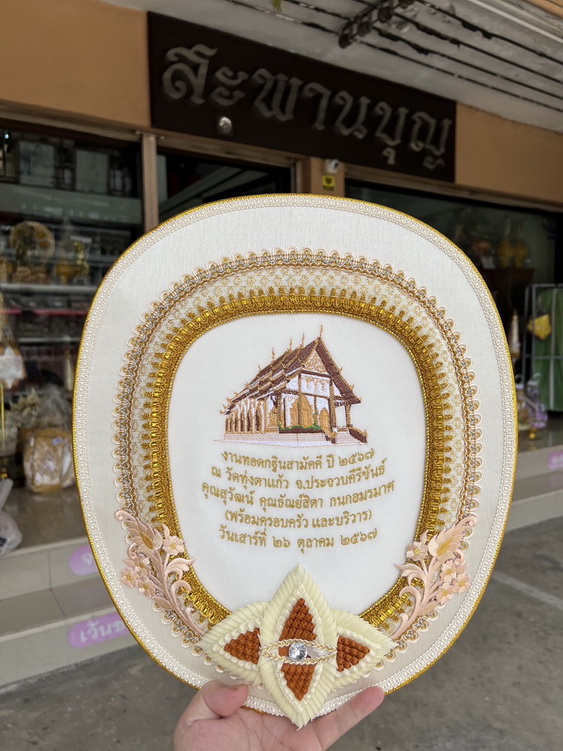 สะพานบุญ
งานทอดกฐินสามัคคี ปี ๒๕๖๗
ณ วัดทุ่งตาแก้ว จ.ประจวบคีรีขันธ์
คุณสุวัฒน์ คุณธัณย์สิตา กนกอมรมาศ
(พร้อมครอบครัว และบริวาร)
วันเสาร์ที่ ๒๖ ตุลาคม ๒๕๖๗